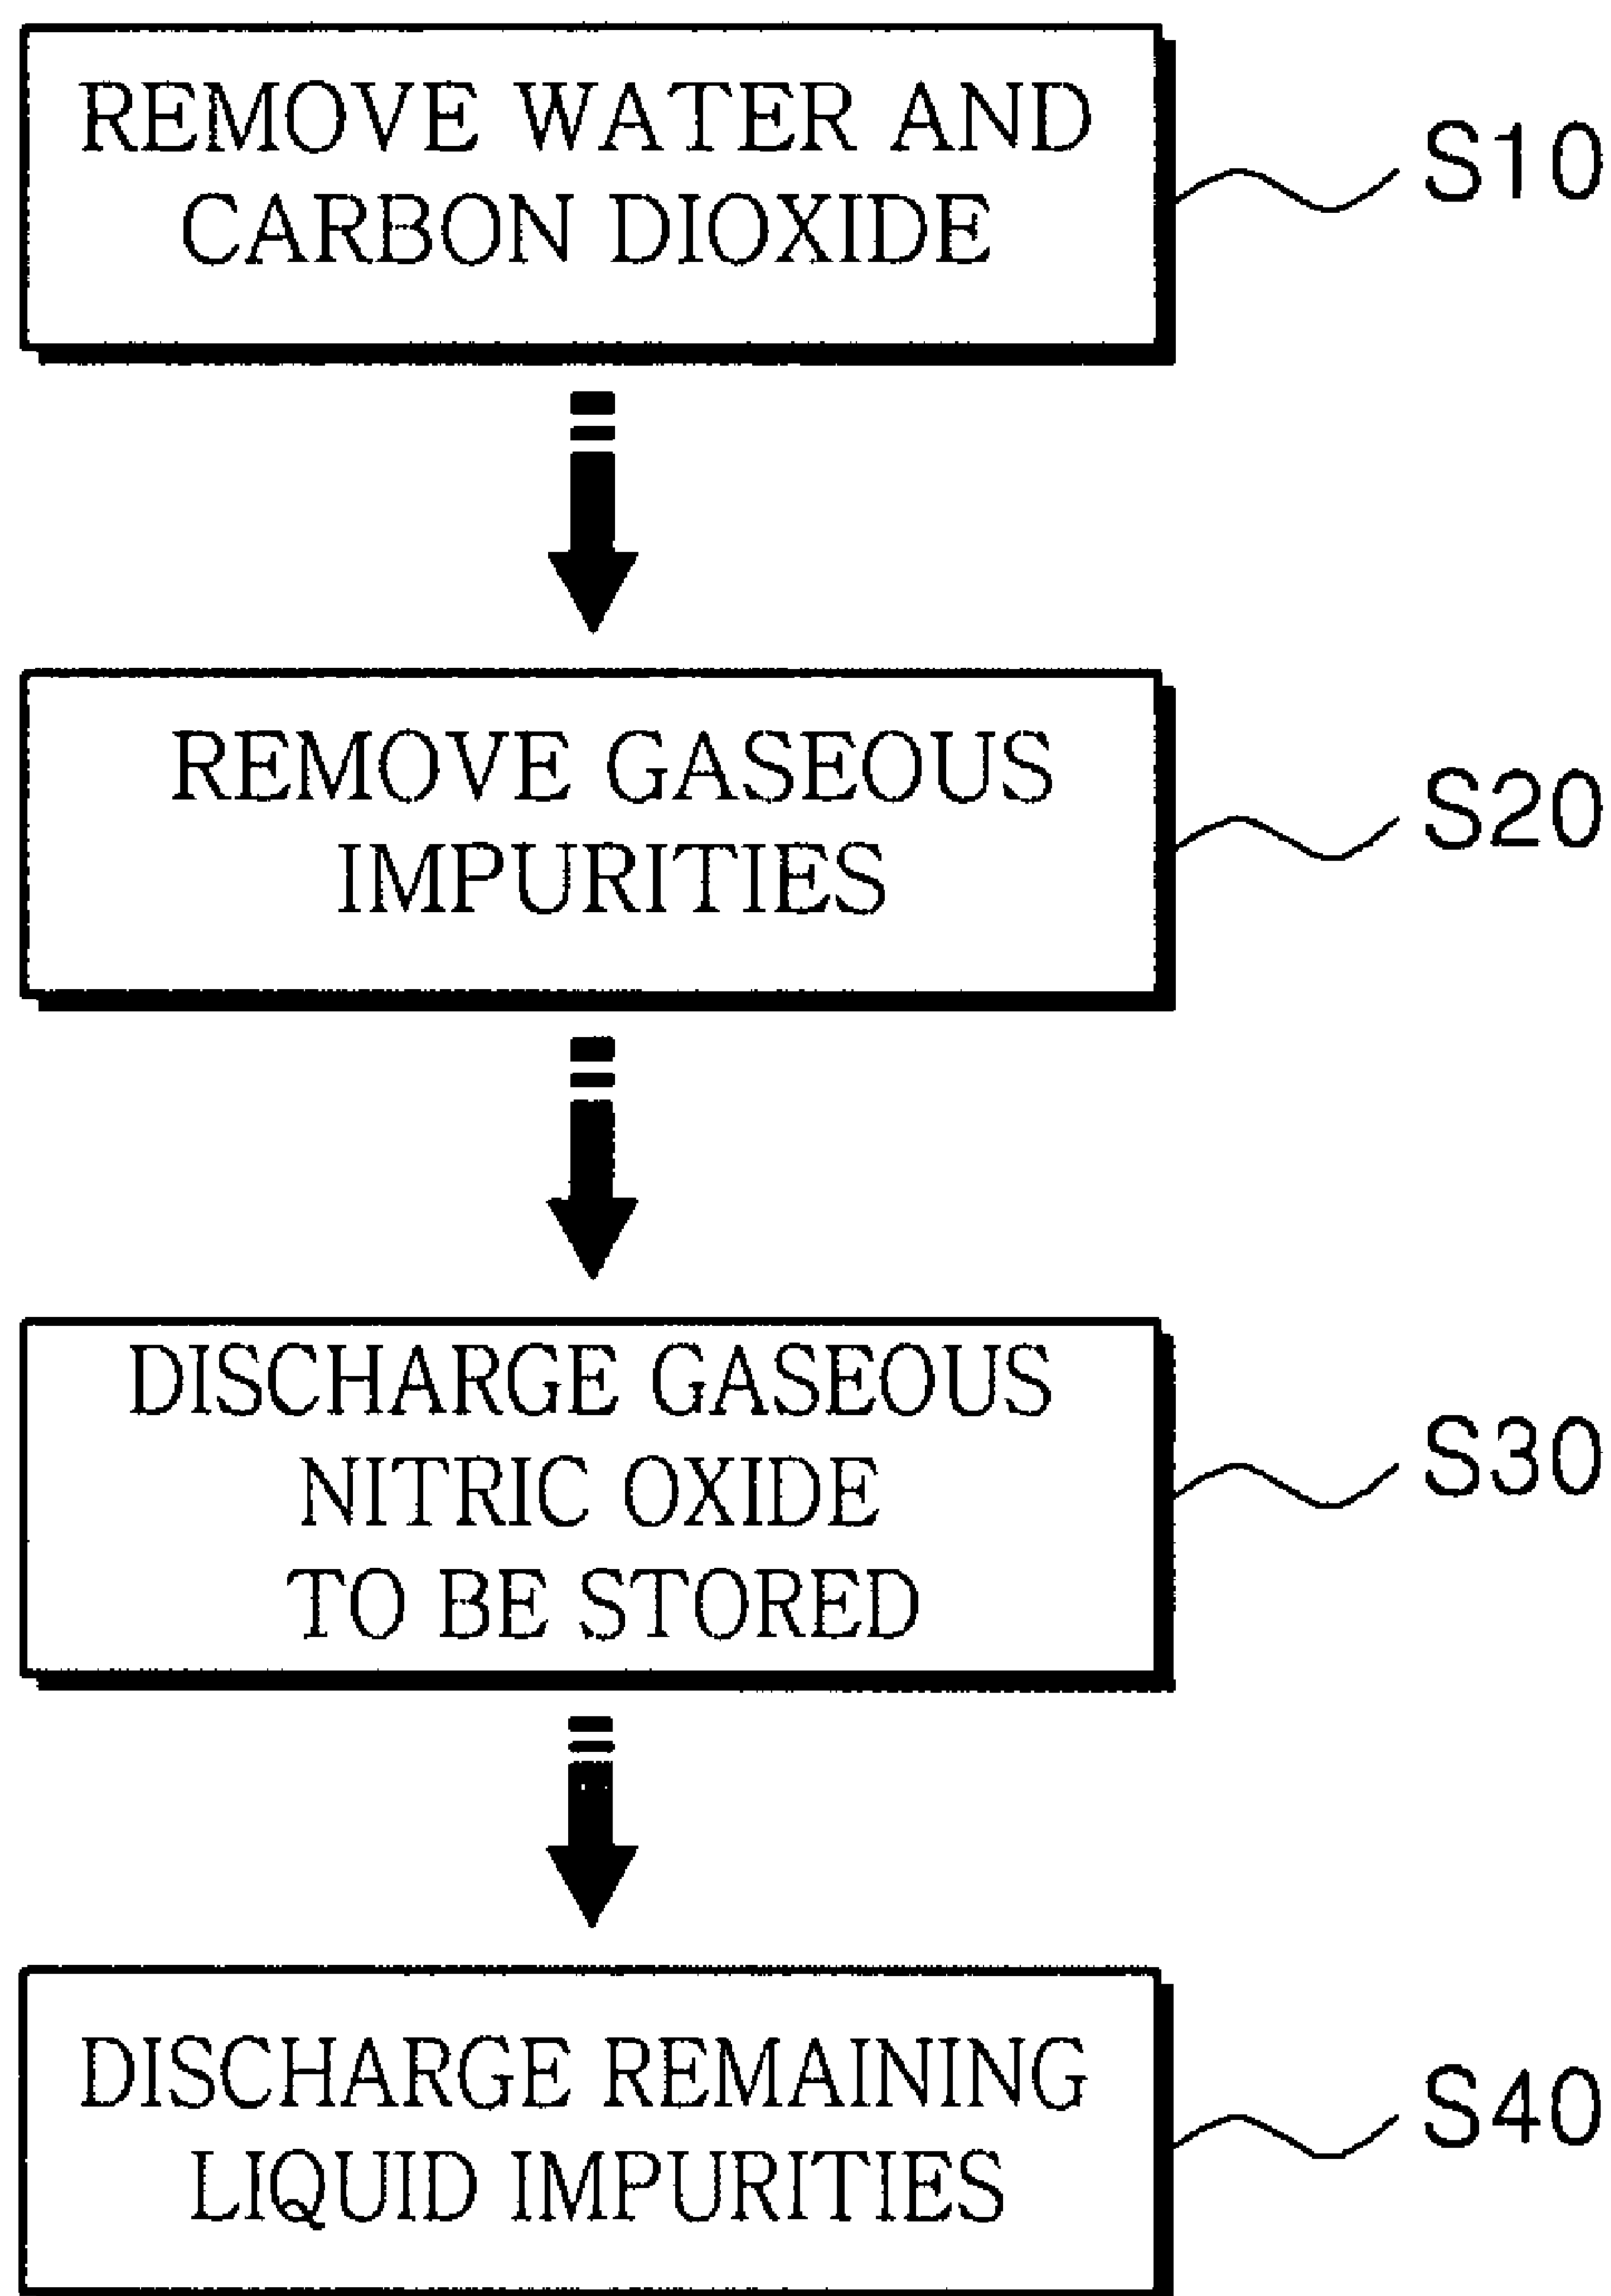 REMOVE WATER AND
CARBON DIOXIDE
S10
REMOVE GASEOUS
IMPURITIES
S20
DISCHARGE GASEOUS
NITRIC OXIDE
TO BE STORED
S30
DISCHARGE REMAINING
LIQUID IMPURITIES
S40